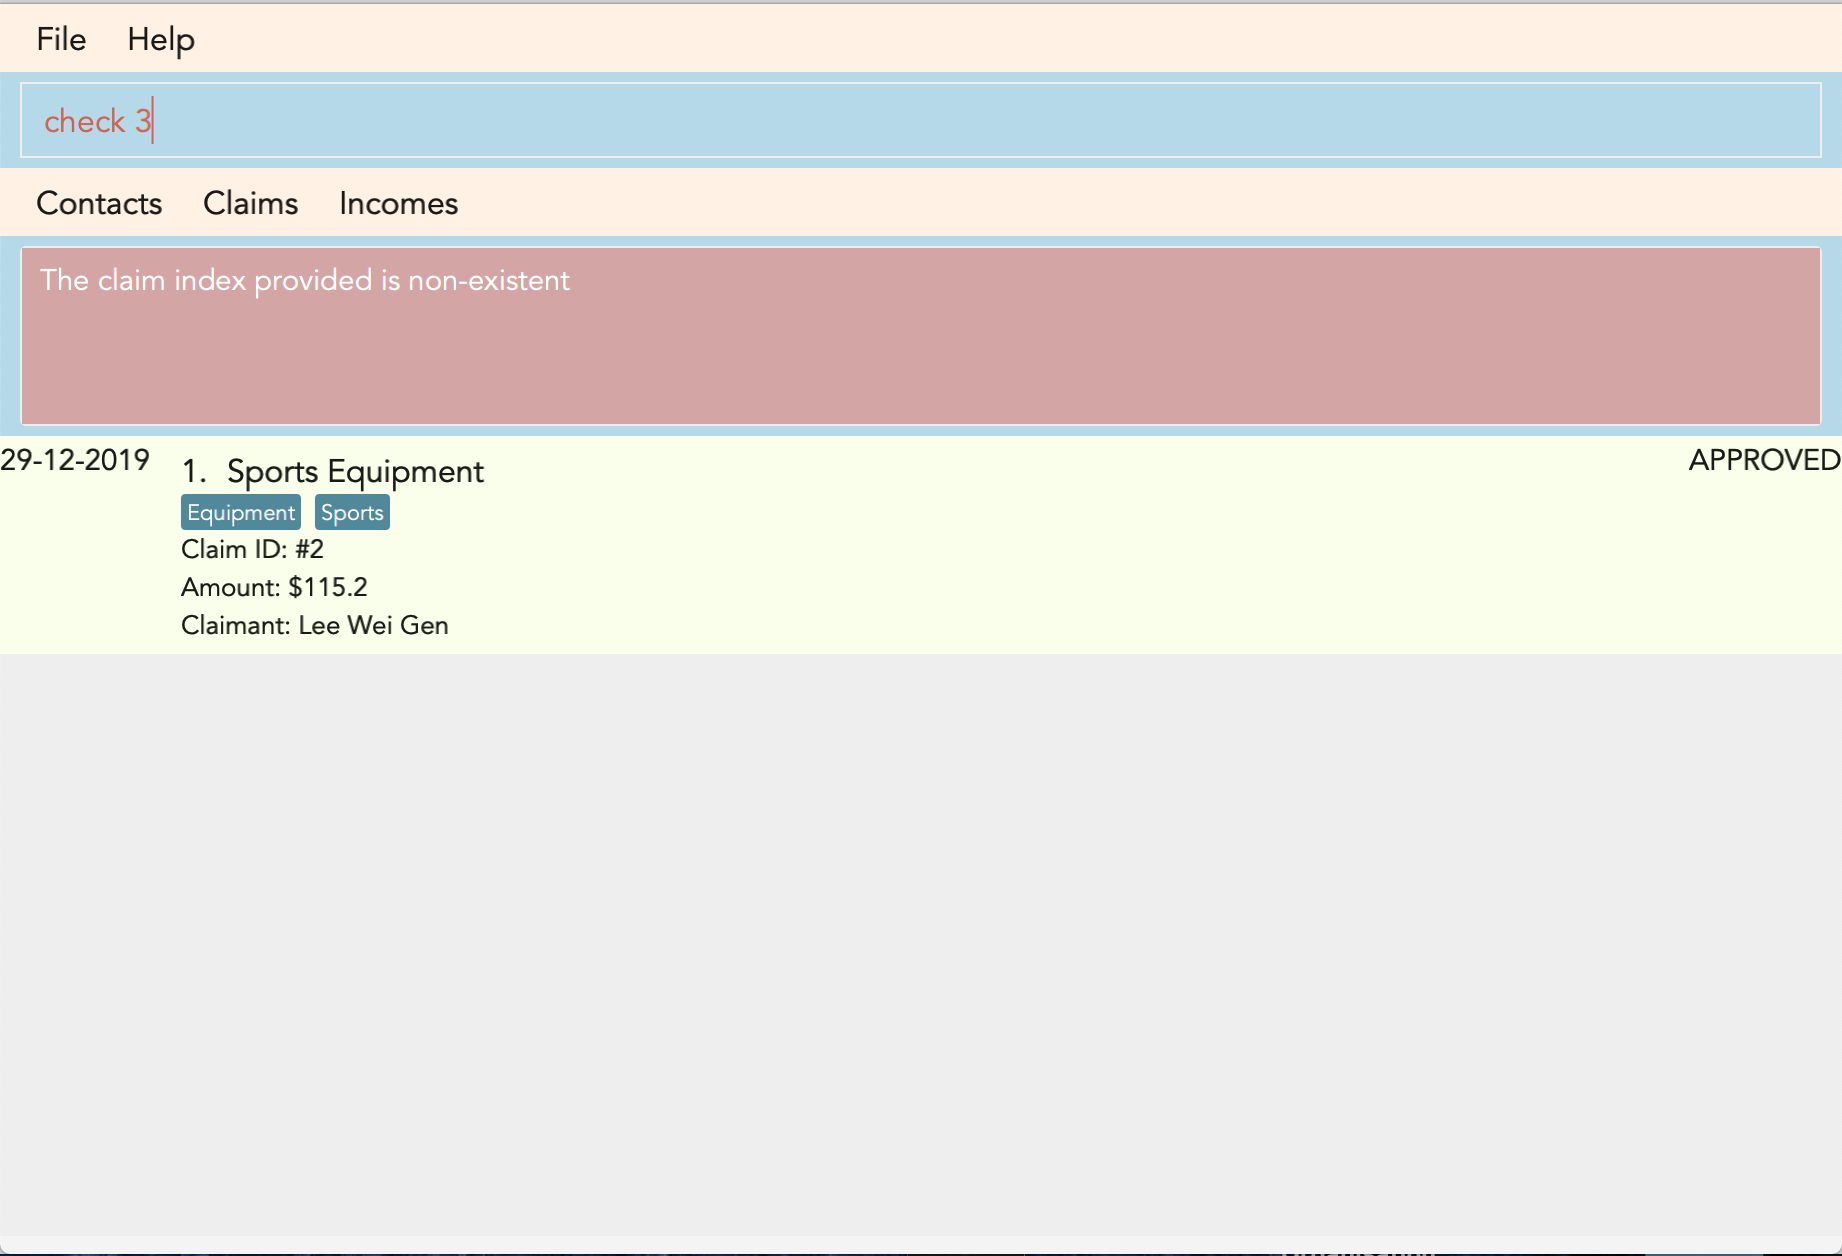 File Help
check 3
Contacts Claims Incomes
The claim index provided is non-existent
29-12-2019 1. Sports Equipment APPROVED
Equipment Sports
Claim ID: #2
Amount: $115.2
Claimant: Lee Wei Gen